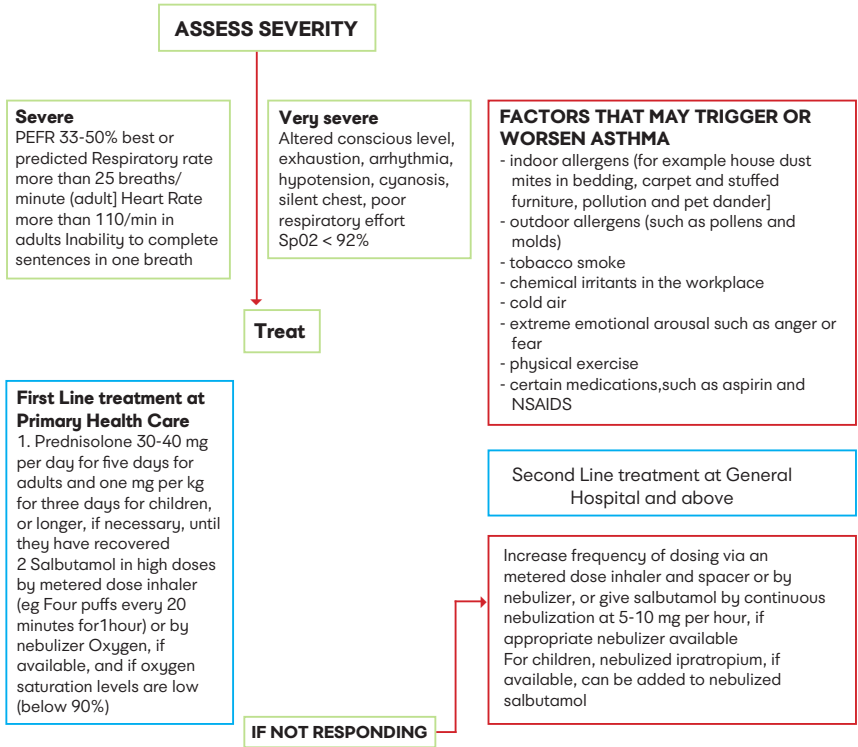 ASSESS SEVERITY
Severe
PEFR 33-50% best or
predicted Respiratory rate
more than 25 breaths/
minute (adult] Heart Rate
more than 110/min in
adults Inability to complete
sentences in one breath
Very severe
Altered conscious level,
exhaustion, arrhythmia,
hypotension, cyanosis,
silent chest, poor
respiratory effort
Sp02 < 92%
FACTORS THAT MAY TRIGGER OR
WORSEN ASTHMA
- indoor allergens (for example house dust
mites in bedding, carpet and stuffed
furniture, pollution and pet dander]
- outdoor allergens (such as pollens and
molds)
- tobacco smoke
- chemical irritants in the workplace
- cold air
- extreme emotional arousal such as anger or
fear
- physical exercise
- certain medications,such as aspirin and
NSAIDS
Treat
First Line treatment at
Primary Health Care
1. Prednisolone 30-40 mg
per day for five days for
adults and one mg per kg
for three days for children,
or longer, if necessary, until
they have recovered
2 Salbutamol in high doses
by metered dose inhaler
(eg Four puffs every 20
minutes for1hour) or by
nebulizer Oxygen, if
available, and if oxygen
saturation levels are low
(below 90%)
Second Line treatment at General
Hospital and above
Increase frequency of dosing via an
metered dose inhaler and spacer or by
nebulizer, or give salbutamol by continuous
nebulization at 5-10 mg per hour, if
appropriate nebulizer available
For children, nebulized ipratropium, if
available, can be added to nebulized
salbutamol
IF NOT RESPONDING